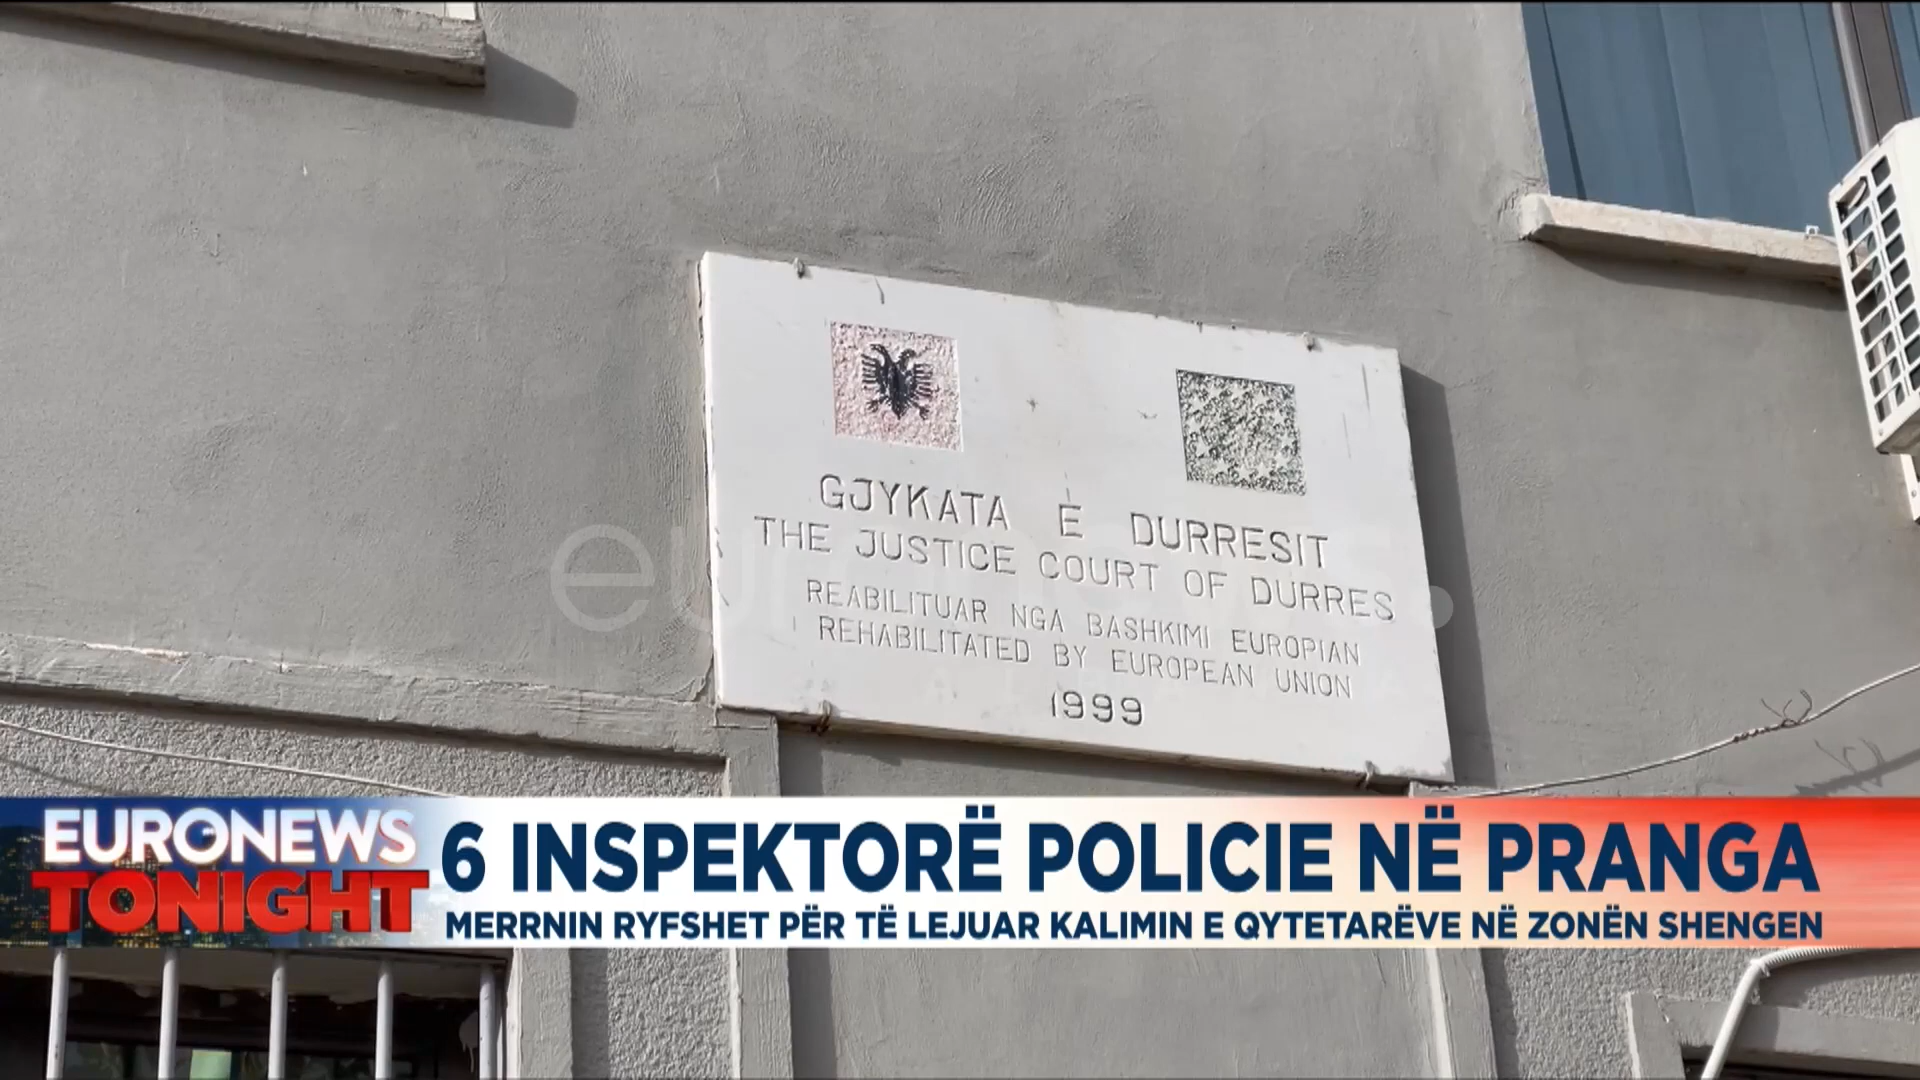 GJYKATA E DURRESIT
THE JUSTICE COURT OF DURRES
REABILITUAR NGA BASHKIMI EUROPIAN
REHABILITATED BY EUROPEAN UNION
1999
euronews.
EURONEWS
TONIGHT
6 INSPEKTORË POLICIE NË PRANGA
MERRNIN RYFSHET PËR TË LEJUAR KALIMIN E QYTETARËVE NË ZONËN SHENGEN